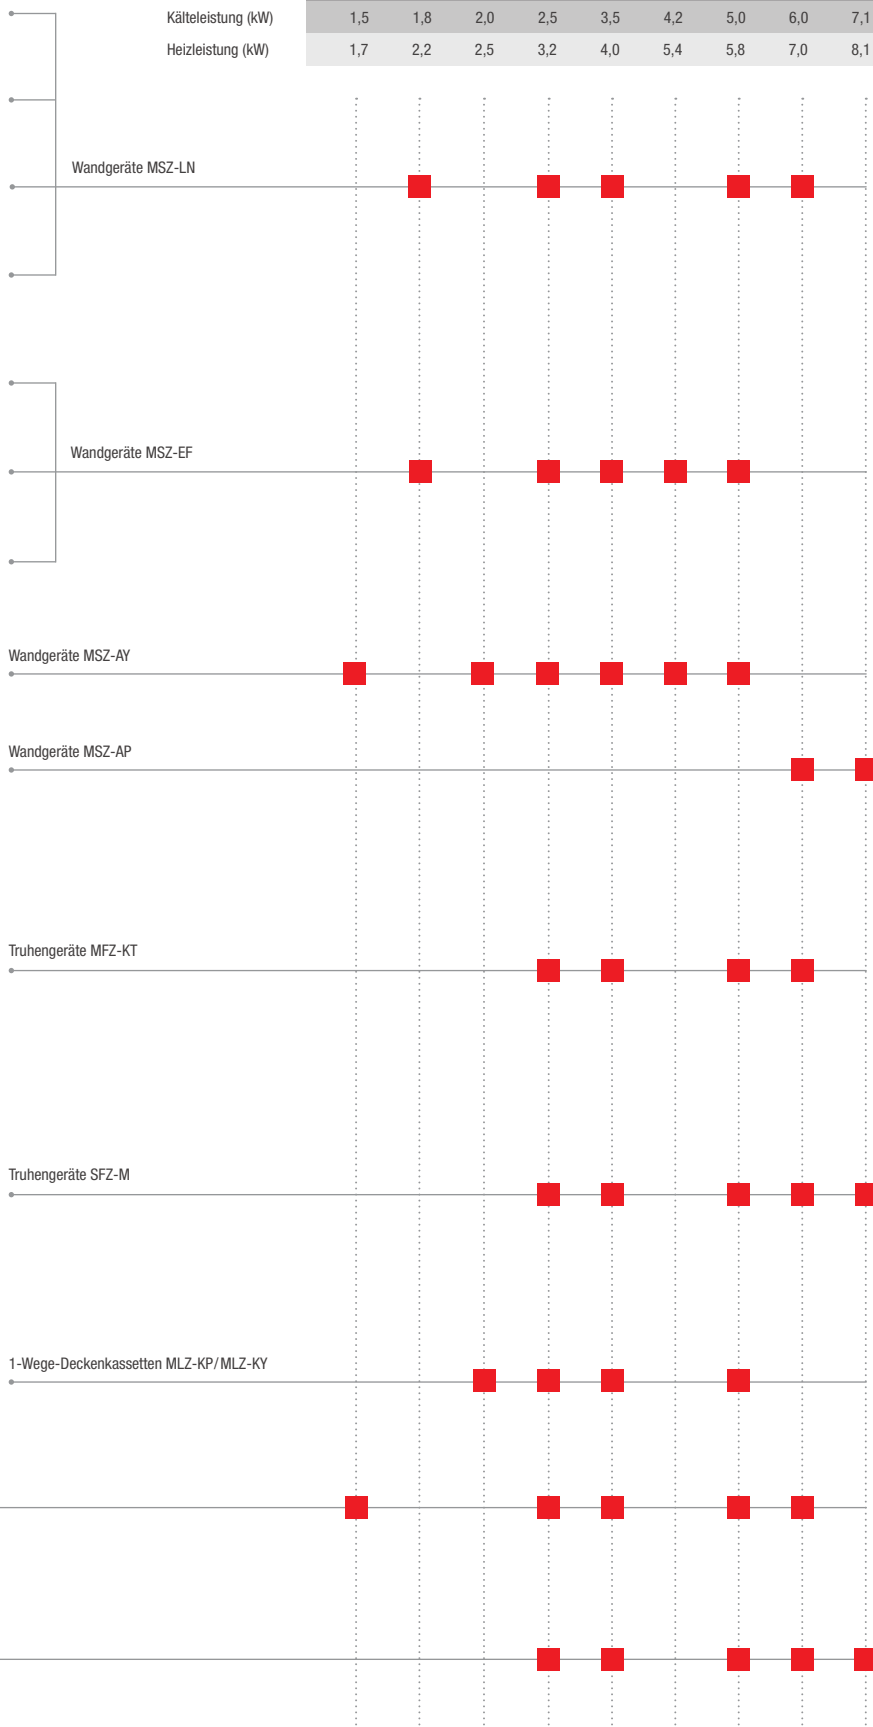 Kälteleistung (kW) 1,5 1,8 2,0 2,5 3,5 4,2 5,0 6,0 7,1
Heizleistung (kW) 1,7 2,2 2,5 3,2 4,0 5,4 5,8 7,0 8,1
Wandgeräte MSZ-LN
Wandgeräte MSZ-EF
Wandgeräte MSZ-AY
Wandgeräte MSZ-AP
Truhengeräte MFZ-KT
Truhengeräte SFZ-M
1-Wege-Deckenkassetten MLZ-KP/MLZ-KY